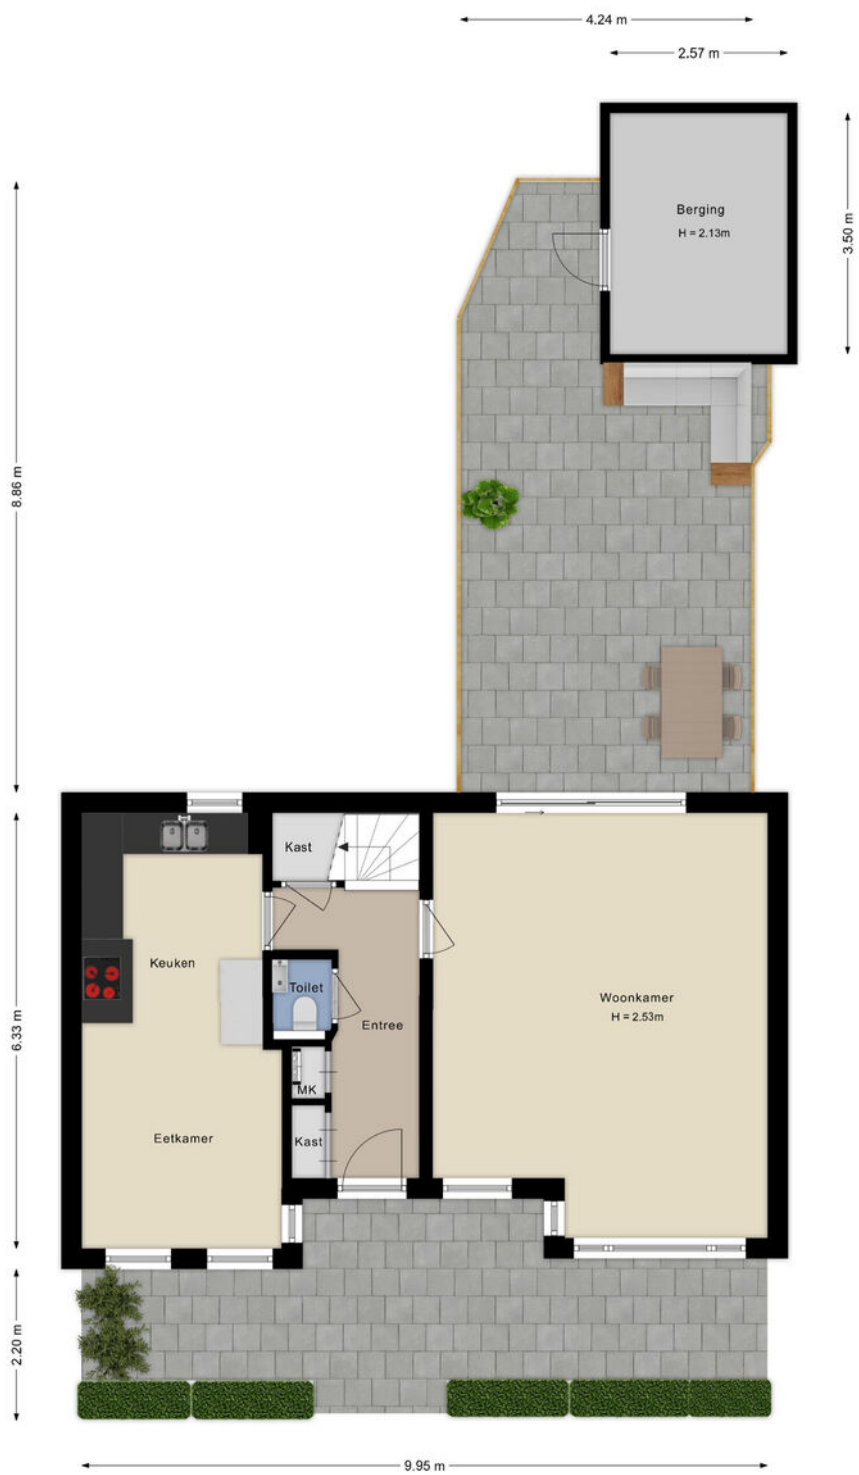 4.24 m
2.57 m
Berging
H = 2.13m
3.50 m
8.86 m
Kast
Keuken
Toilet
Woonkamer
H = 2.53m
Entree
6.33 m
MK
Eetkamer
Kast
2.20 m
9.95 m